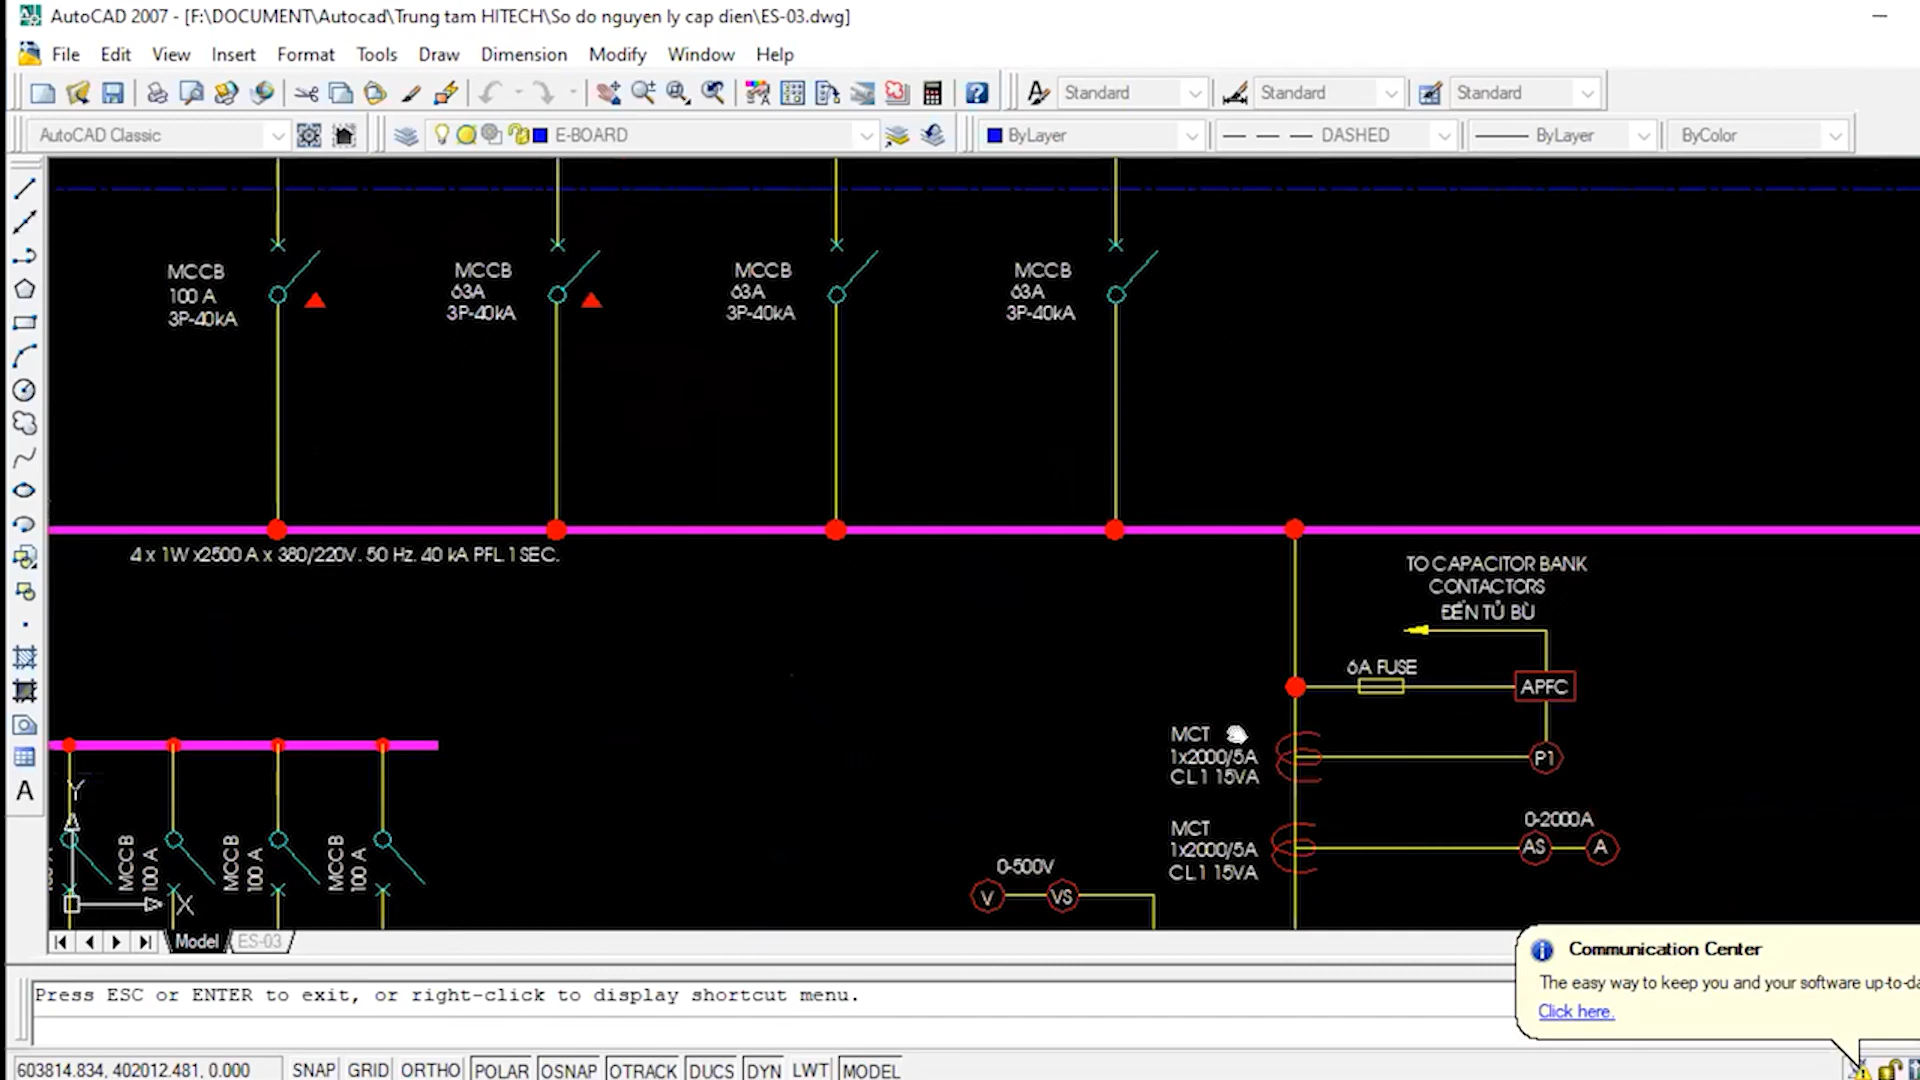 AutoCAD 2007 - [F:\DOCUMENT\Autocad\Trung tam HITECH\So do nguyen ly cap dien\ES-03.dwg]
File Edit View Insert Format Tools Draw Dimension Modify Window Help
Standard Standard Standard
AutoCAD Classic E-BOARD ByLayer DASHED ByLayer ByColor
MCCB
100 A
3P-40kA
MCCB
63A
3P-40kA
MCCB
63A
3P-40kA
MCCB
63A
3P-40kA
4 x 1W x2500 A x 380/220V. 50 Hz. 40 kA PFL 1 SEC.
TO CAPACITOR BANK
CONTACTORS
ĐẾN TỦ BÙ
6A FUSE
APFC
MCT
1x2000/5A
CL.1 15VA
P1
MCT
1x2000/5A
CL.1 15VA
0-2000A
AS A
0-500V
V VS
MCCB
100 A
MCCB
100 A
MCCB
100 A
Y
X
A
Model ES-03
Press ESC or ENTER to exit, or right-click to display shortcut menu.
Communication Center
The easy way to keep you and your software up-to-da
Click here.
603814.834, 402012.481, 0.000 SNAP GRID ORTHO POLAR OSNAP OTRACK DUCS DYN LWT MODEL